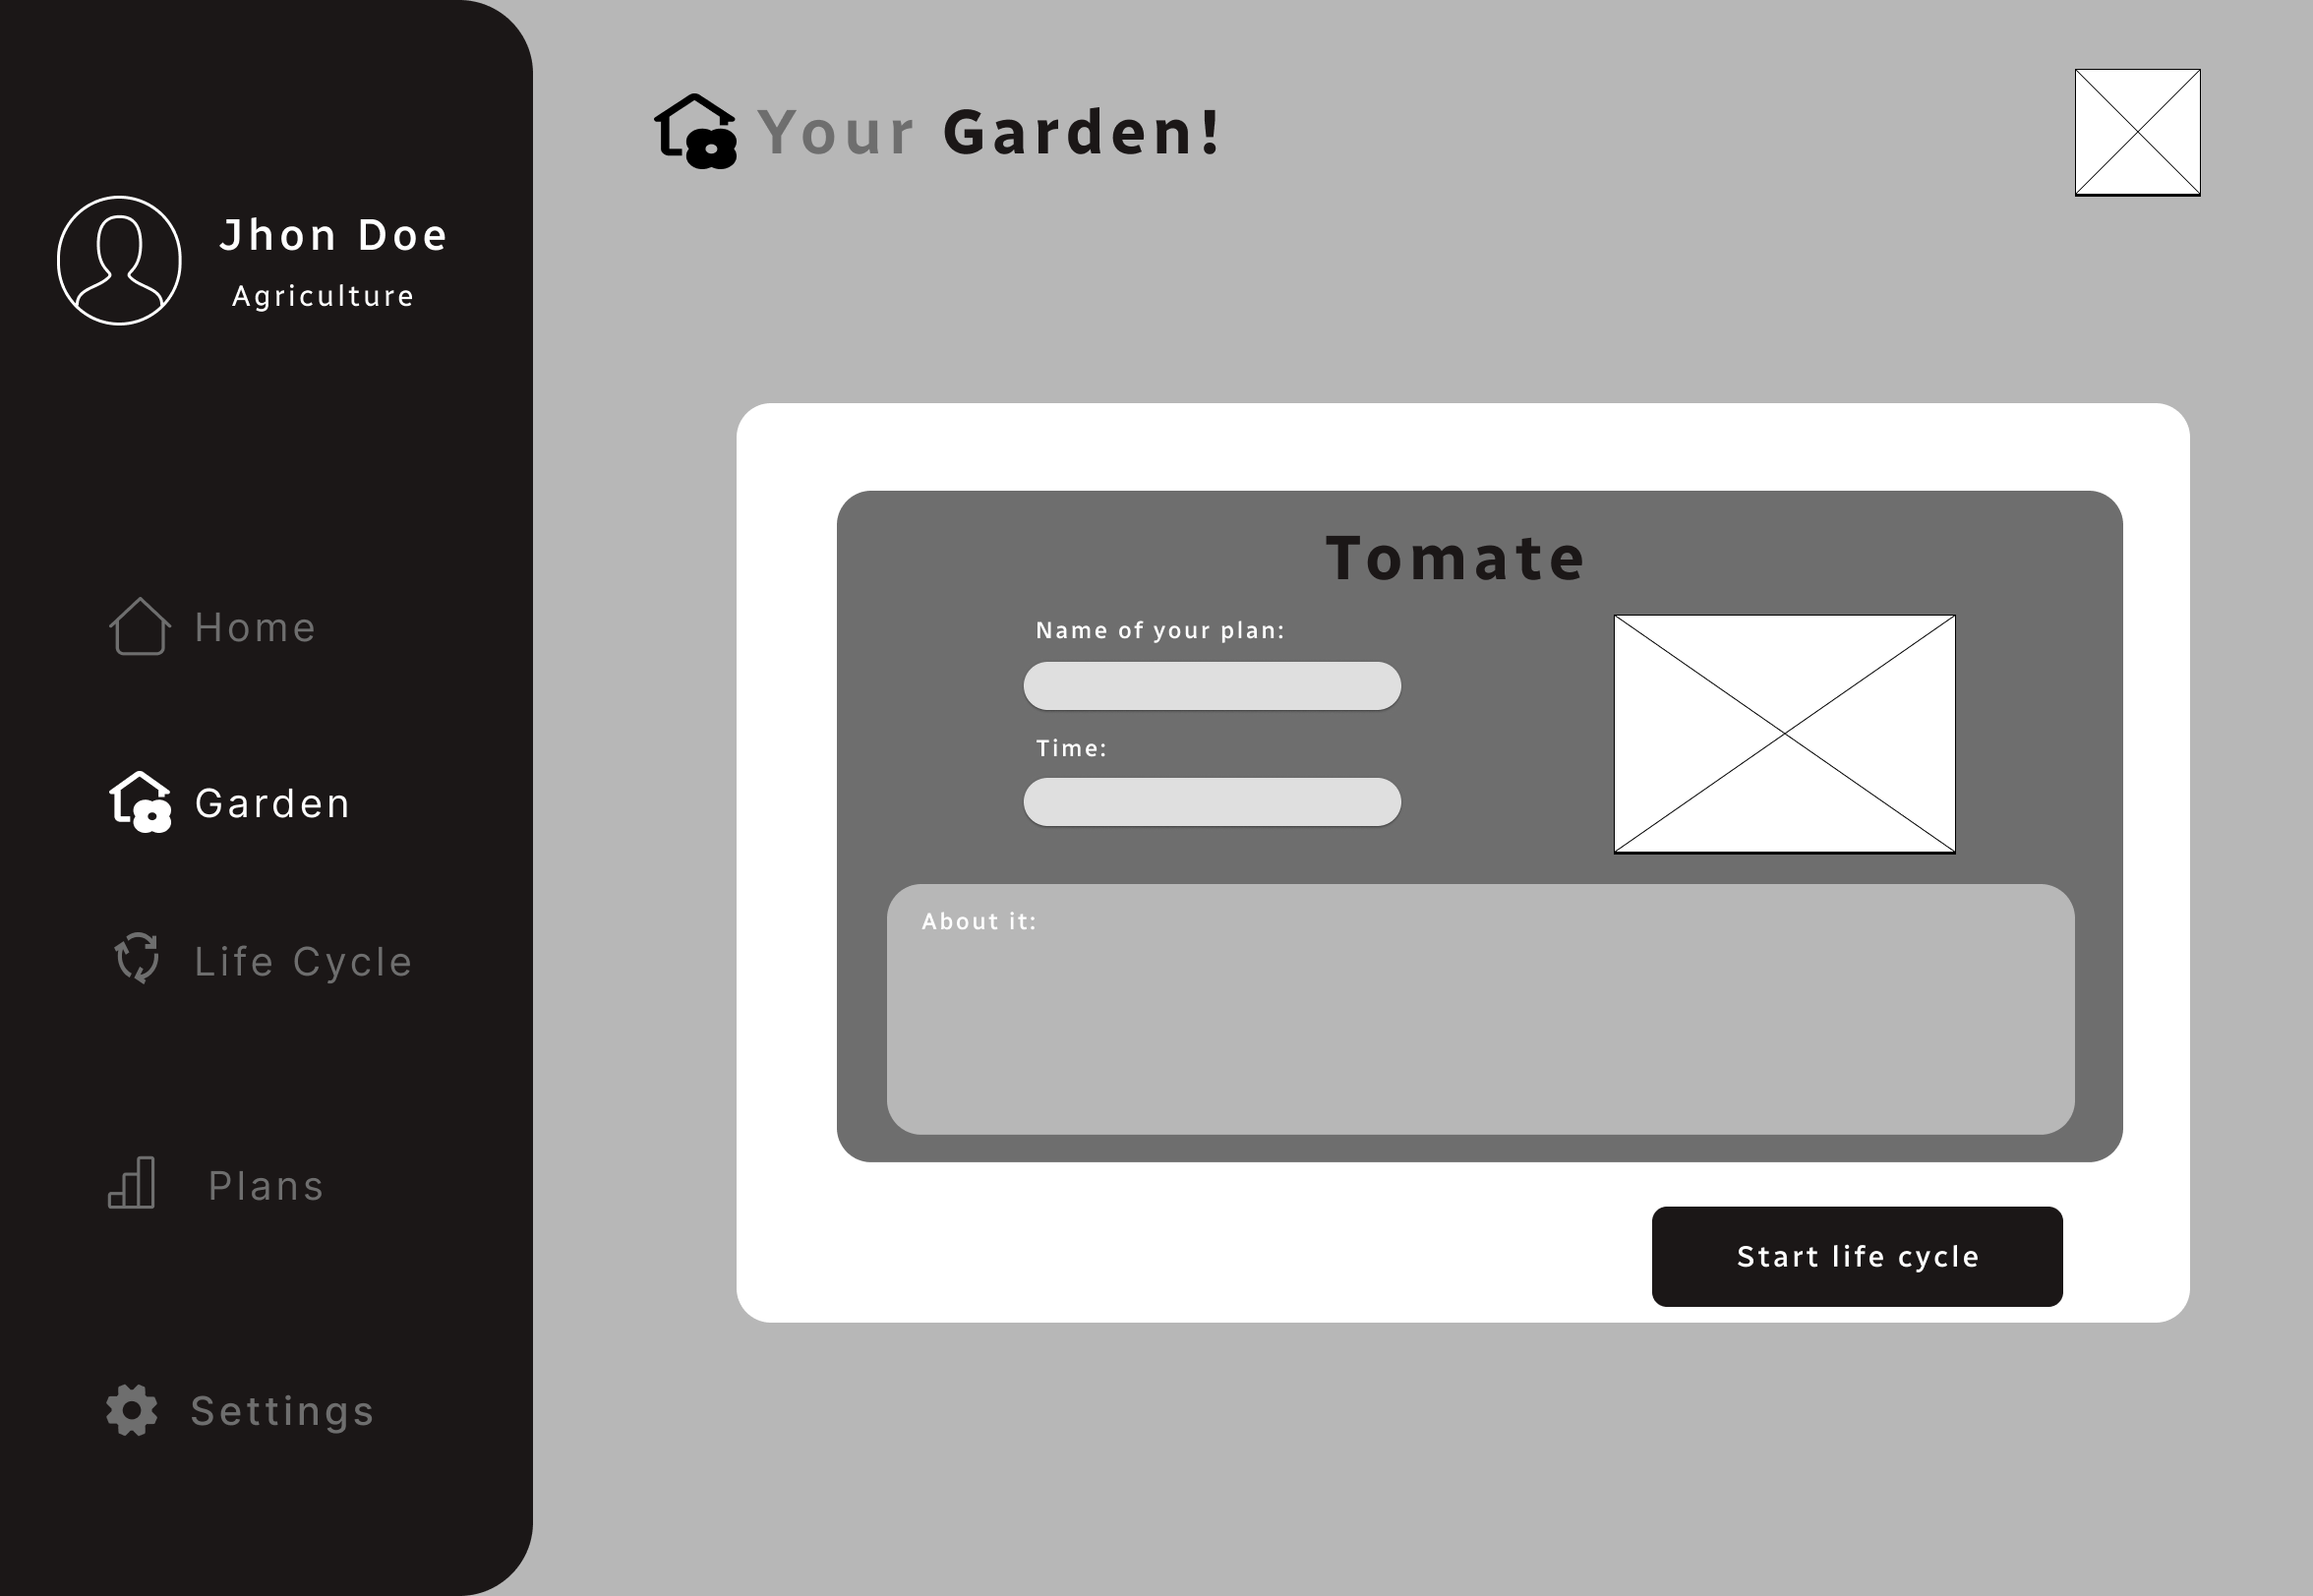 Jhon Doe
Agriculture
Home
Garden
Life Cycle
Plans
Settings
Your Garden!
Tomate
Name of your plan:
Time:
About it:
Start life cycle